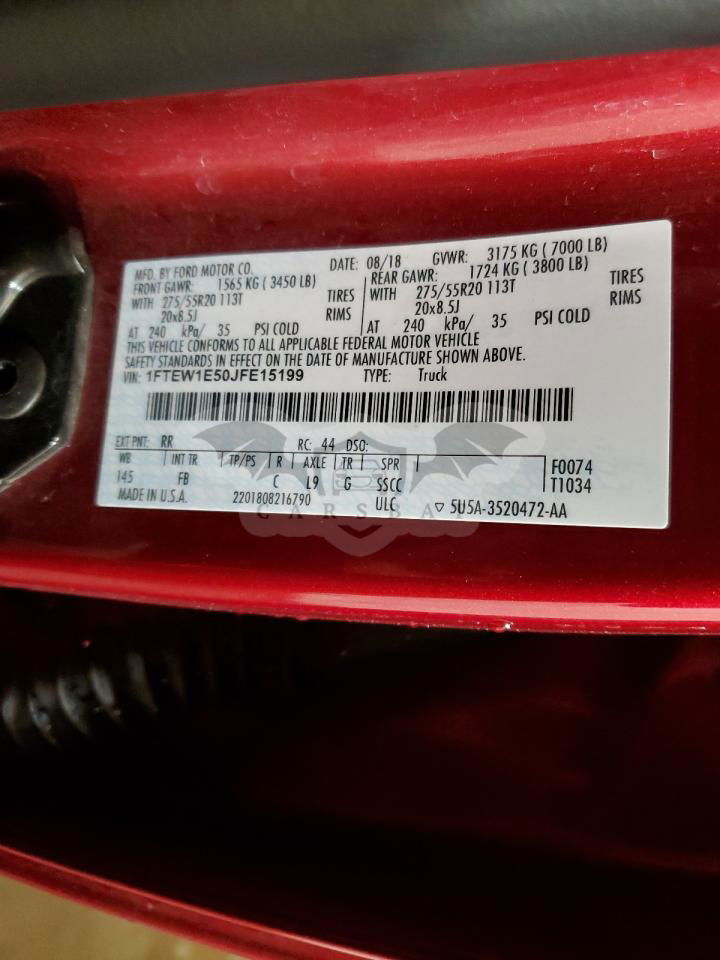 MFD. BY FORD MOTOR CO. DATE: 08/18 GVWR: 3175 KG ( 7000 LB)
FRONT GAWR: 1565 KG ( 3450 LB) REAR GAWR: 1724 KG ( 3800 LB)
WITH 275/55R20 113T TIRES WITH 275/55R20 113T TIRES
20x8.5J RIMS 20x8.5J RIMS
AT 240 kPa/ 35 PSI COLD AT 240 kPa/ 35 PSI COLD
THIS VEHICLE CONFORMS TO ALL APPLICABLE FEDERAL MOTOR VEHICLE
SAFETY STANDARDS IN EFFECT ON THE DATE OF MANUFACTURE SHOWN ABOVE.
VIN: 1FTEW1E50JFE15199 TYPE: Truck
EXT PNT: RR RC: 44 DSO:
WB INT TR TP/PS R AXLE TR SPR F0074
145 FB C L9 G SSCC T1034
MADE IN U.S.A. 2201808216790 ULC ▽ 5U5A-3520472-AA
CARSBAT